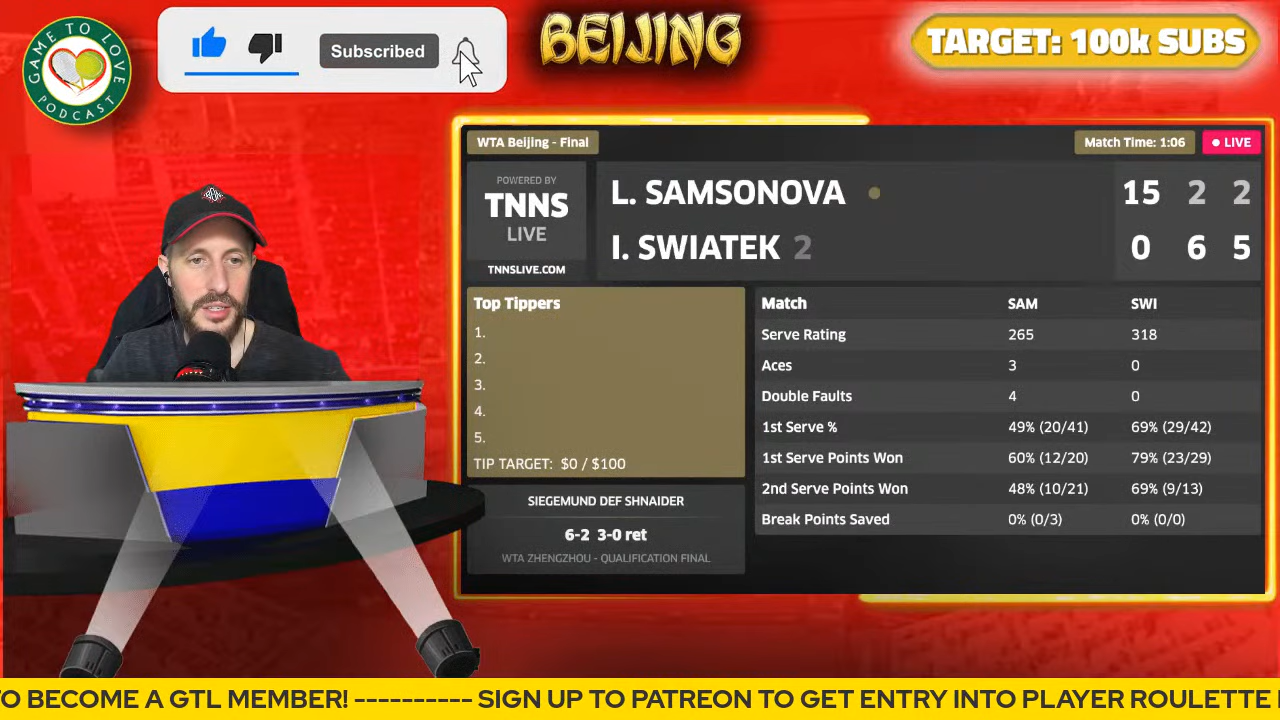 GAME TO LOVE
PODCAST
Subscribed
BEIJING
TARGET: 100k SUBS
WTA Beijing - Final
Match Time: 1:06
LIVE
POWERED BY
TNNS
LIVE
TNNSLIVE.COM
L. SAMSONOVA 15 2 2
I. SWIATEK 2 0 6 5
Top Tippers
1.
2.
3.
4.
5.
TIP TARGET: $0 / $100
SIEGEMUND DEF SHNAIDER
6-2 3-0 ret
WTA ZHENGZHOU - QUALIFICATION FINAL
Match SAM SWI
Serve Rating 265 318
Aces 3 0
Double Faults 4 0
1st Serve % 49% (20/41) 69% (29/42)
1st Serve Points Won 60% (12/20) 79% (23/29)
2nd Serve Points Won 48% (10/21) 69% (9/13)
Break Points Saved 0% (0/3) 0% (0/0)
TO BECOME A GTL MEMBER! ---------- SIGN UP TO PATREON TO GET ENTRY INTO PLAYER ROULETTE